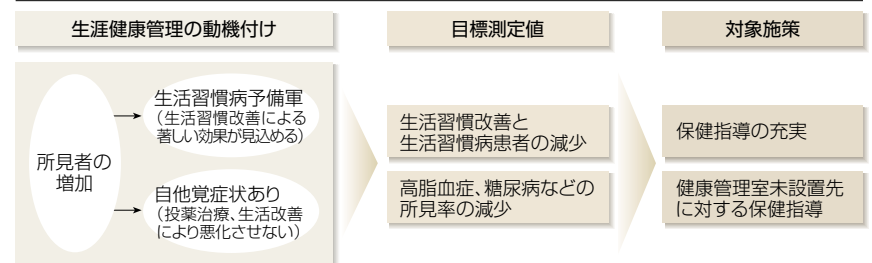 生涯健康管理の動機付け
目標測定値
対象施策
所見者の
増加
生活習慣病予備軍
（生活習慣改善による
著しい効果が見込める）
自他覚症状あり
（投薬治療、生活改善
により悪化させない）
生活習慣改善と
生活習慣病患者の減少
高脂血症、糖尿病などの
所見率の減少
保健指導の充実
健康管理室未設置先
に対する保健指導